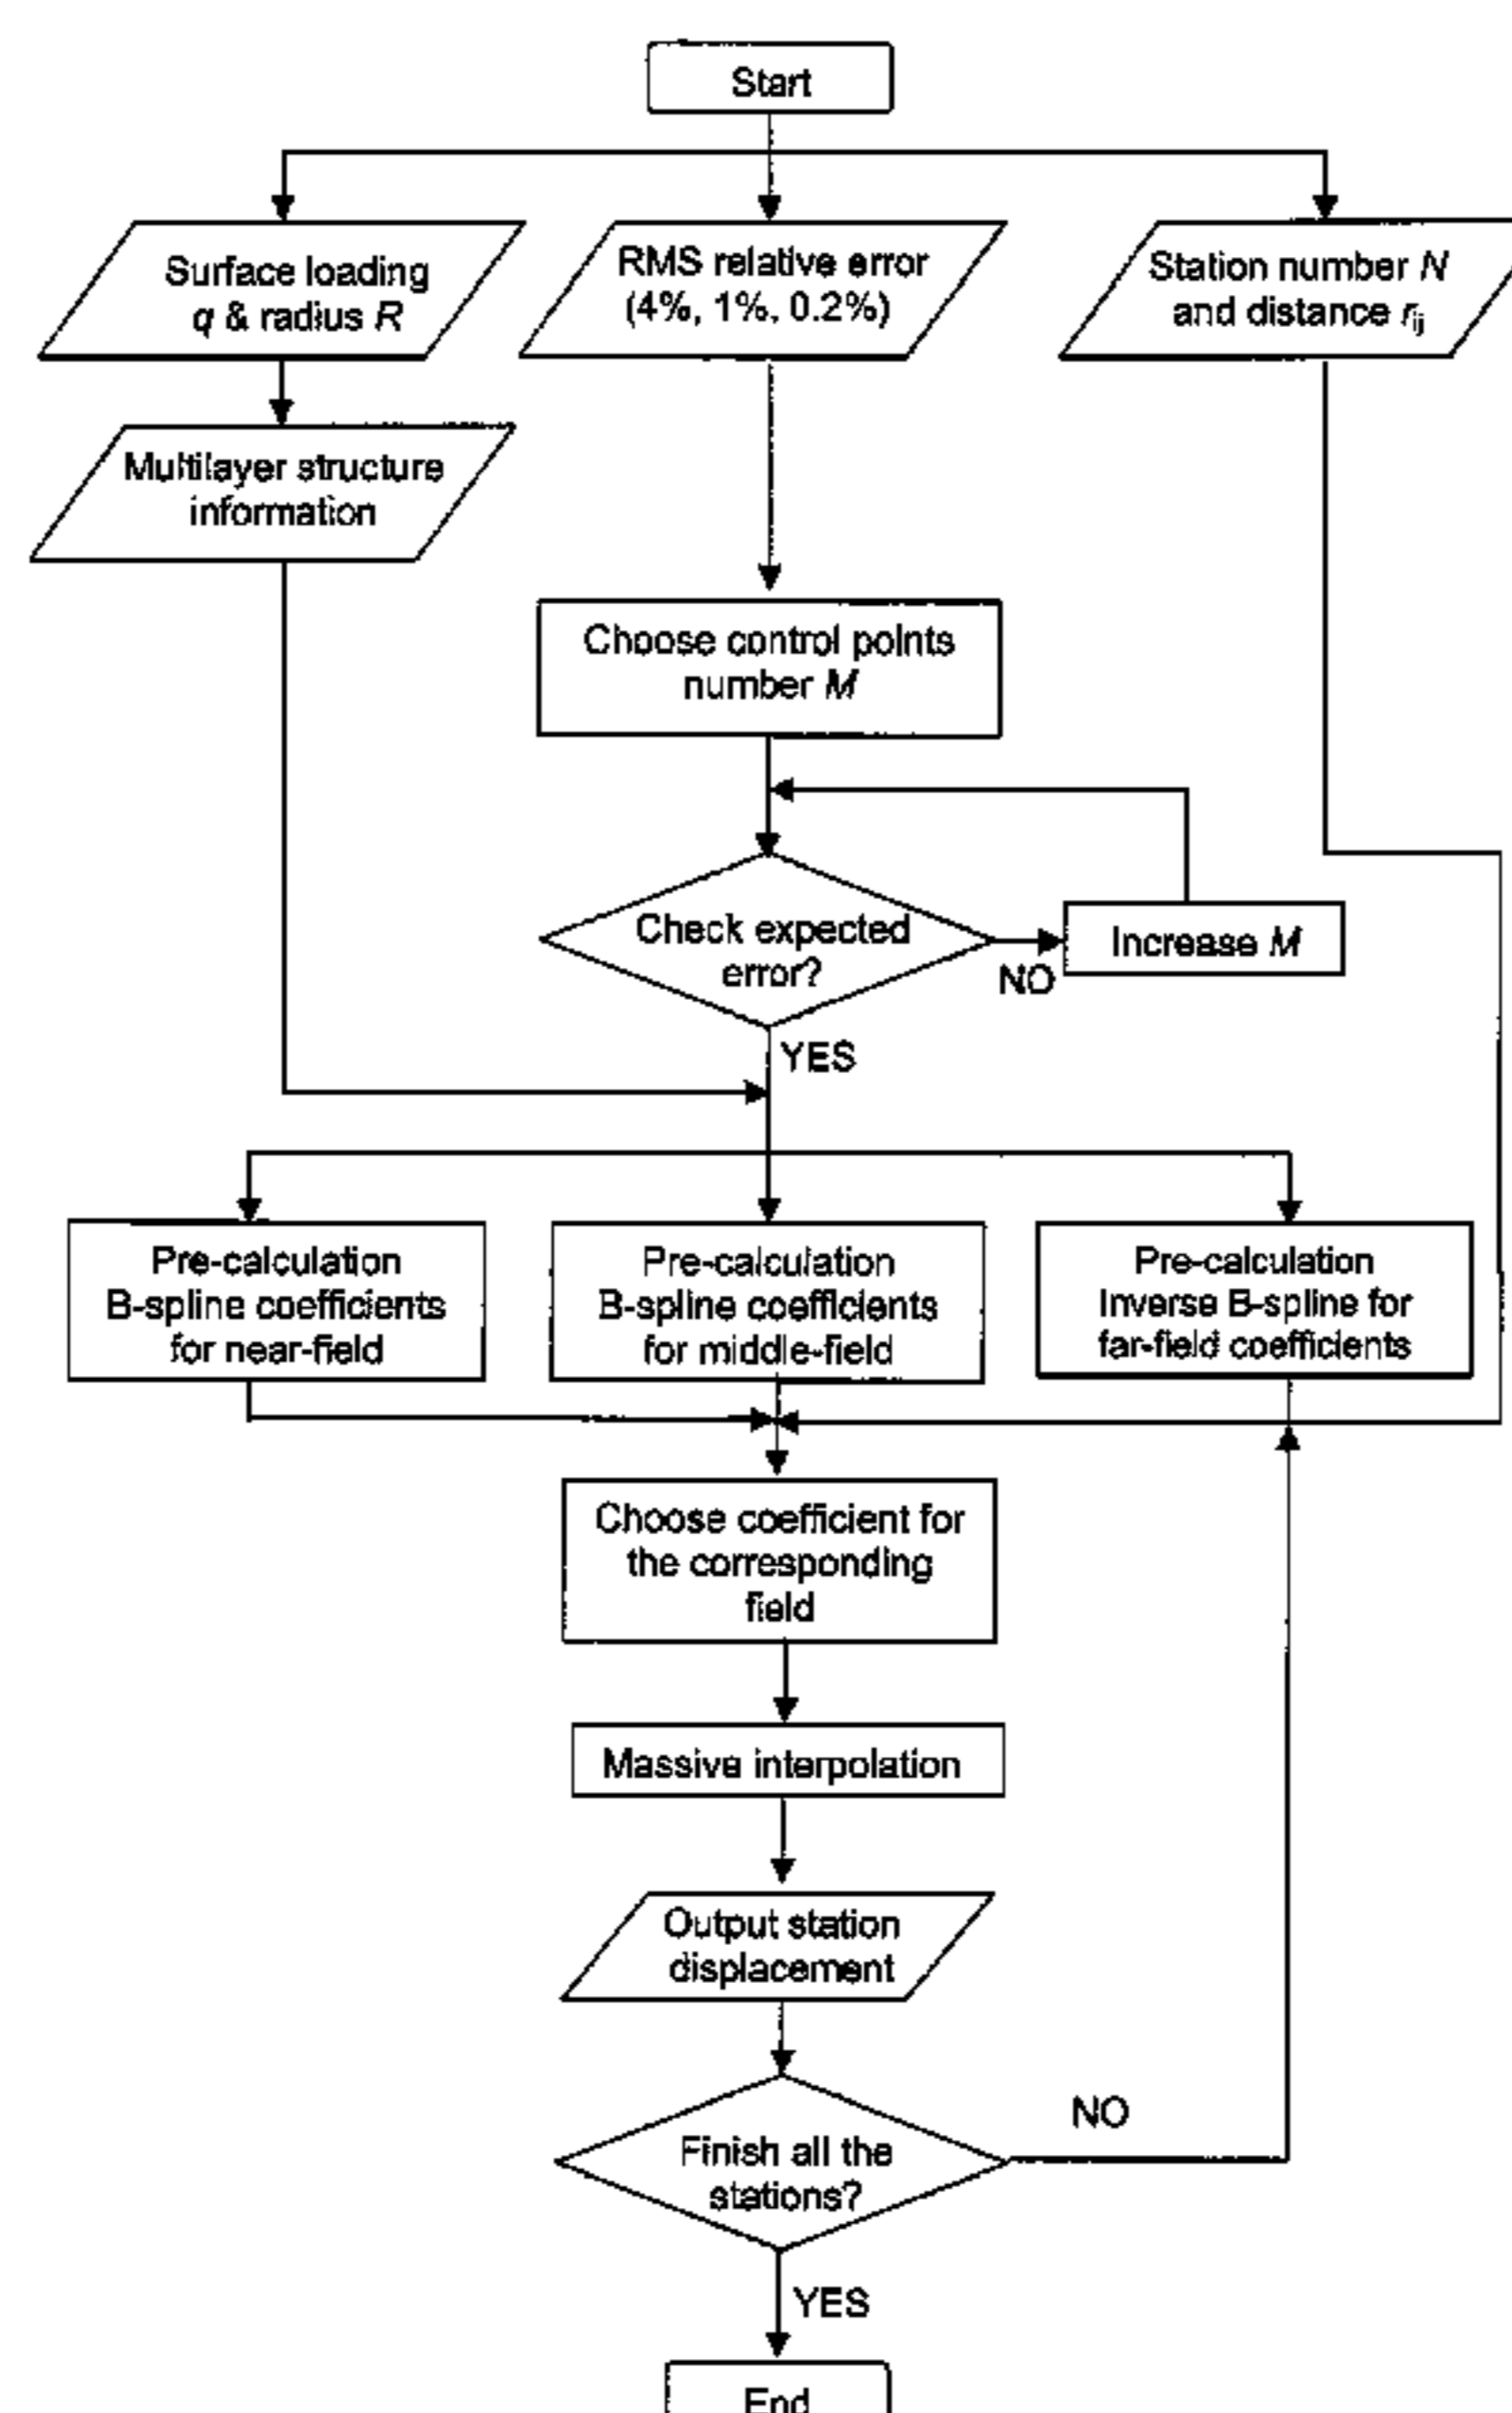 Start
Surface loading
q & radius R
RMS relative error
(4%, 1%, 0.2%)
Station number N
and distance rij
Multilayer structure
information
Choose control points
number M
Check expected
error?
NO
Increase M
YES
Pre-calculation
B-spline coefficients
for near-field
Pre-calculation
B-spline coefficients
for middle-field
Pre-calculation
Inverse B-spline for
far-field coefficients
Choose coefficient for
the corresponding
field
Massive interpolation
Output station
displacement
Finish all the
stations?
NO
YES
End